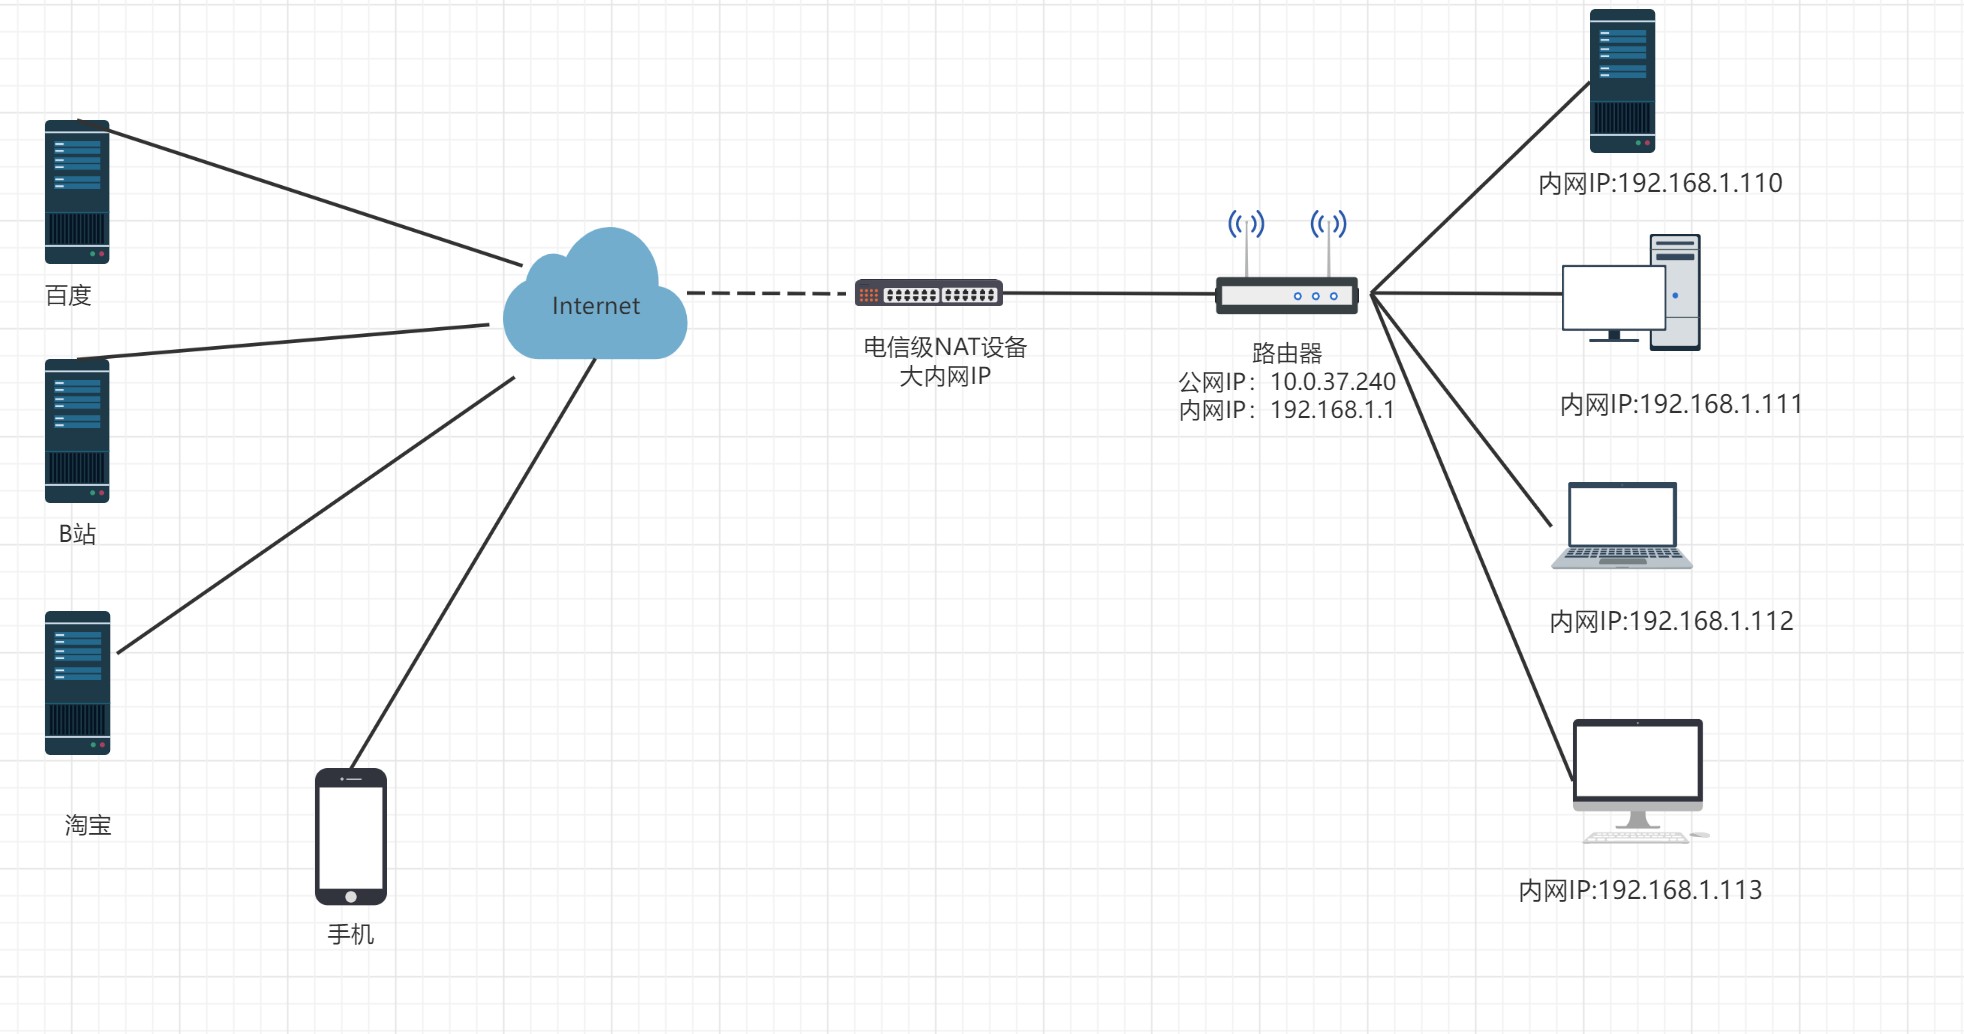 百度
B站
淘宝
手机
Internet
电信级NAT设备
大内网IP
路由器
公网IP：10.0.37.240
内网IP：192.168.1.1
内网IP:192.168.1.110
内网IP:192.168.1.111
内网IP:192.168.1.112
内网IP:192.168.1.113